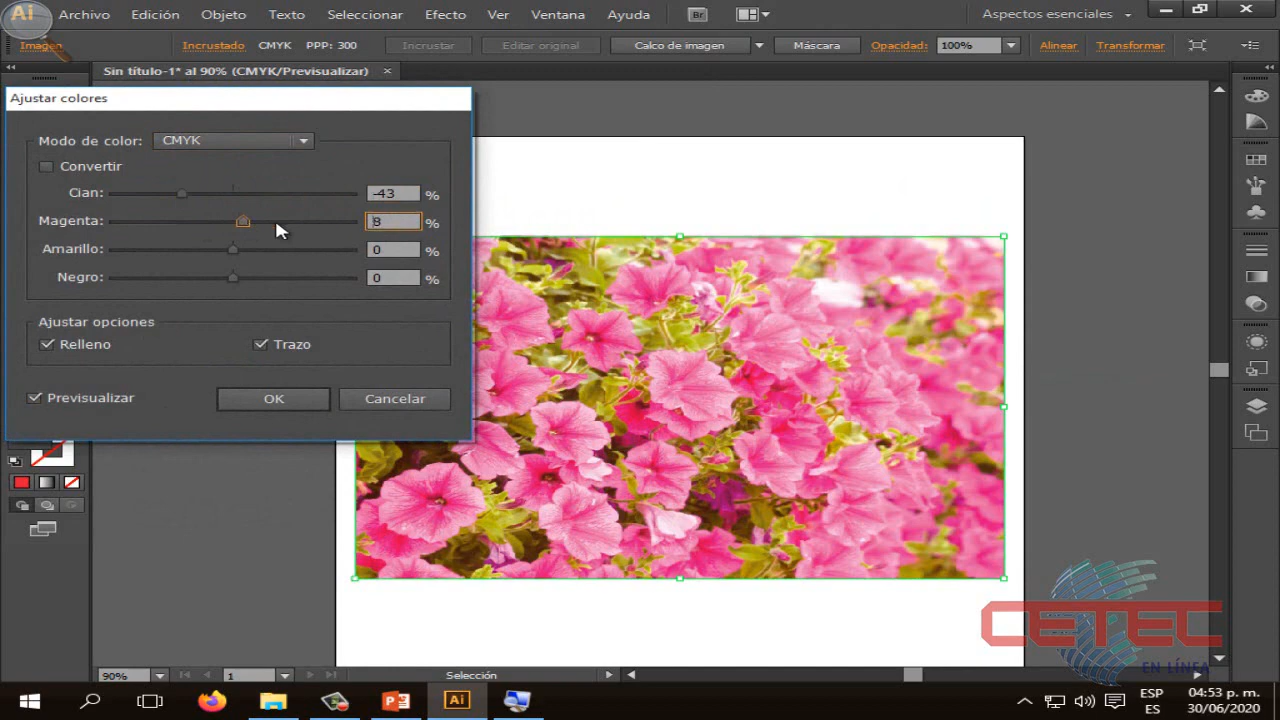 Ai Archivo Edición Objeto Texto Seleccionar Efecto Ver Ventana Ayuda Br Aspectos esenciales
Imagen Incrustado CMYK PPP: 300 Incrustar Editar original Calco de imagen Máscara Opacidad: 100% Alinear Transformar
Sin título-1* al 90% (CMYK/Previsualizar) ×
Ajustar colores
Modo de color: CMYK
Convertir
Cian: -43 %
Magenta: 8 %
Amarillo: 0 %
Negro: 0 %
Ajustar opciones
Relleno Trazo
Previsualizar OK Cancelar
CETEC
EN LÍNEA
90% 1 Selección
Ai ESP 04:53 p. m.
ES 30/06/2020